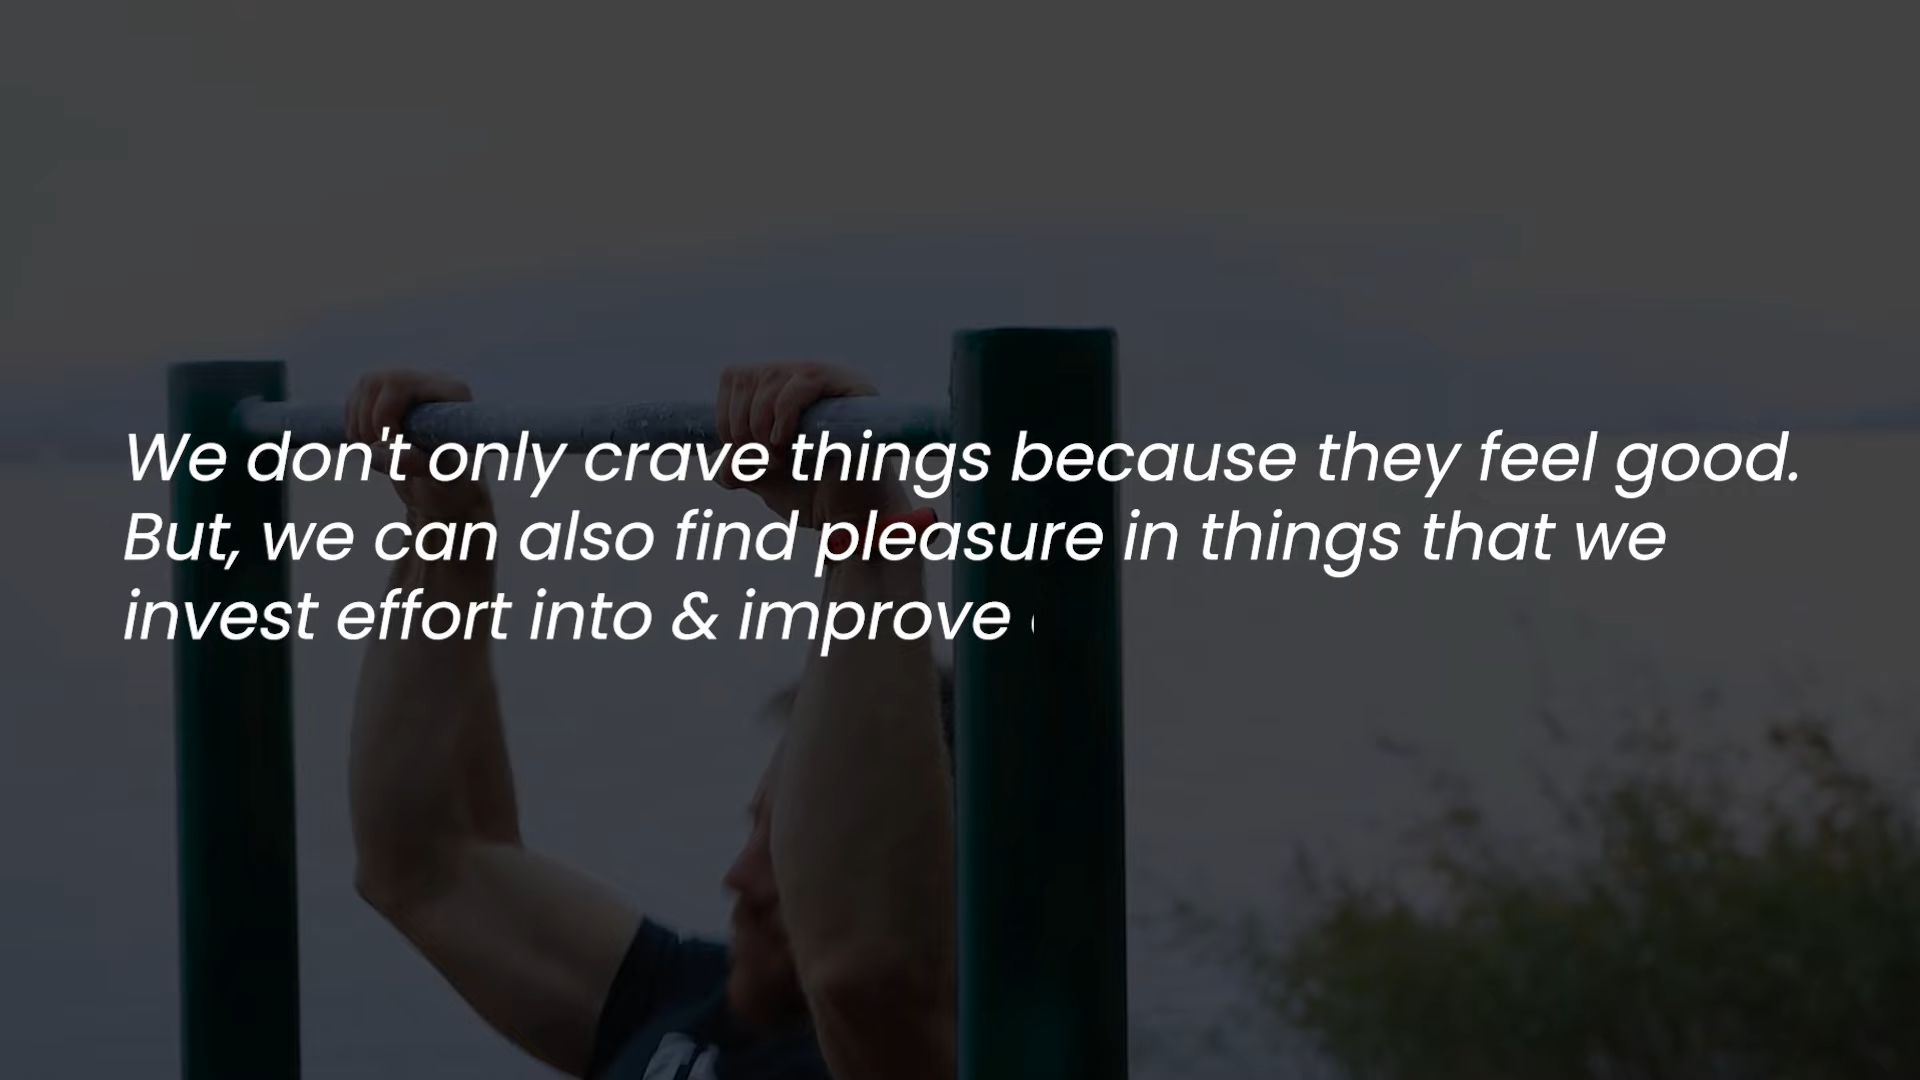 We don't only crave things because they feel good.
But, we can also find pleasure in things that we
invest effort into & improve